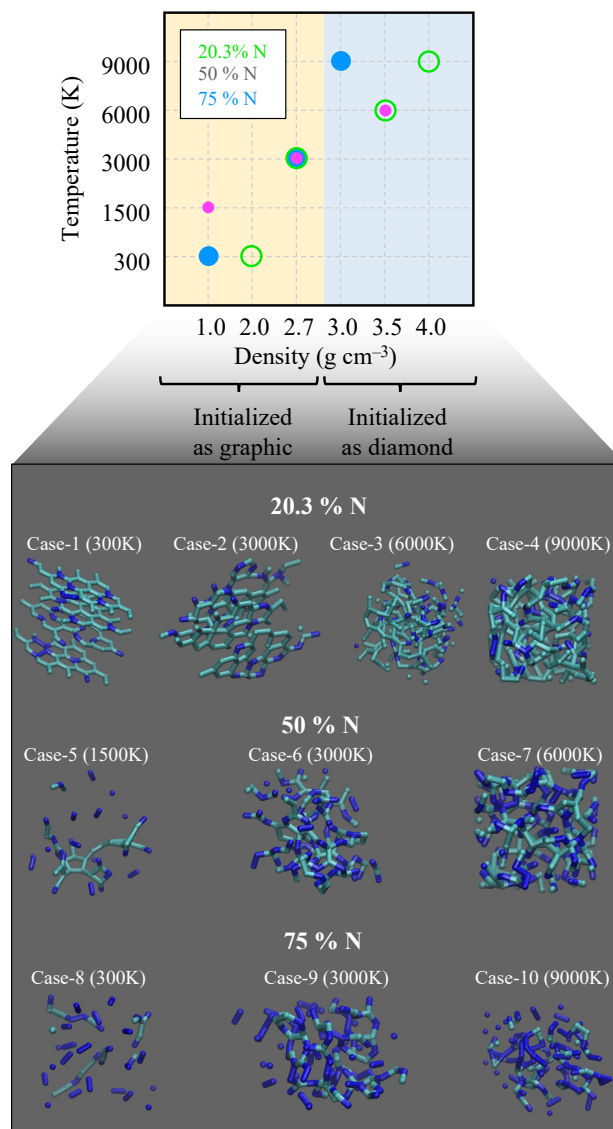 20.3% N
50 % N
75 % N
Temperature (K)
9000
6000
3000
1500
300
1.0 2.0 2.7 3.0 3.5 4.0
Density (g cm⁻³)
Initialized as graphic
Initialized as diamond
20.3 % N
Case-1 (300K) Case-2 (3000K) Case-3 (6000K) Case-4 (9000K)
50 % N
Case-5 (1500K) Case-6 (3000K) Case-7 (6000K)
75 % N
Case-8 (300K) Case-9 (3000K) Case-10 (9000K)